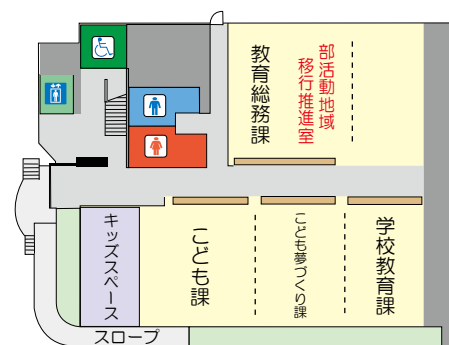 教育総務課
部活動地域
移行推進室
キッズスペース
こども課
こども夢づくり課
学校教育課
スロープ